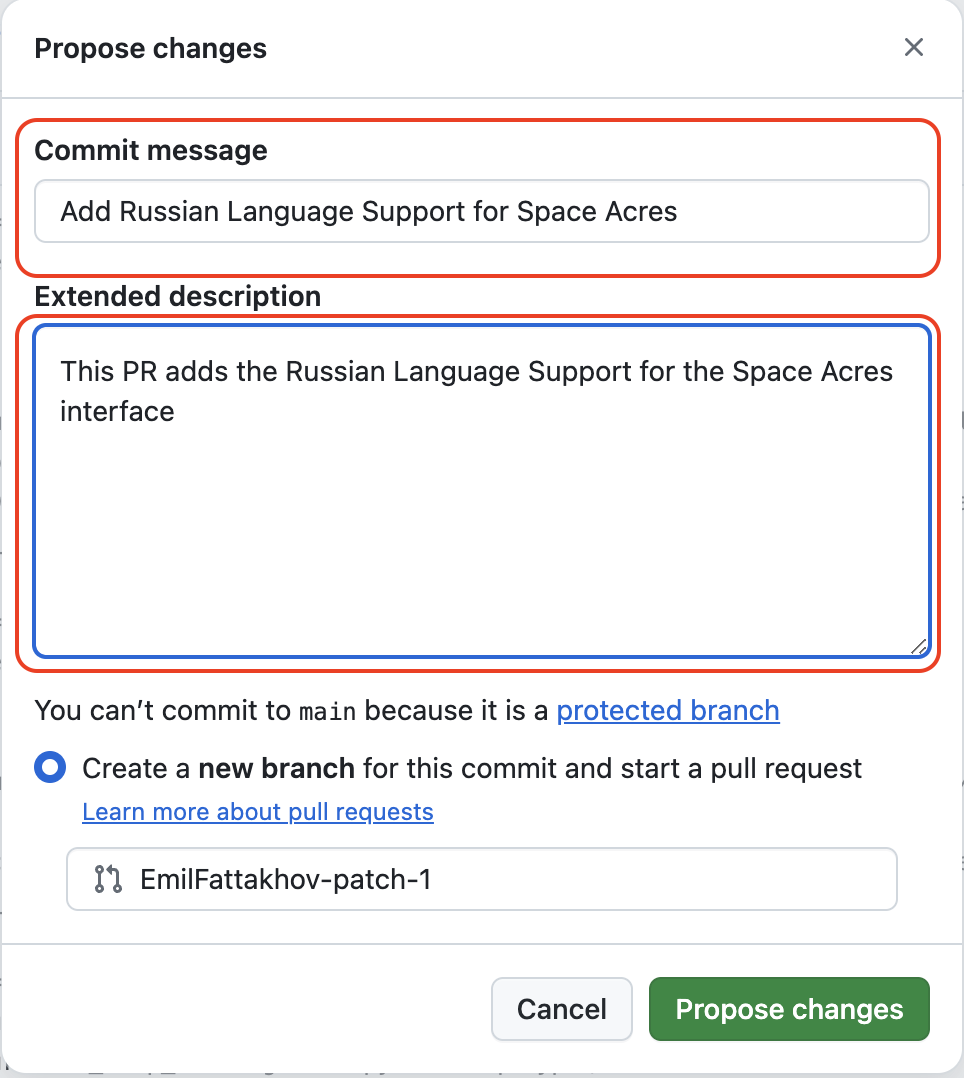 Propose changes
Commit message
Add Russian Language Support for Space Acres
Extended description
This PR adds the Russian Language Support for the Space Acres
interface
You can’t commit to main because it is a protected branch
Create a new branch for this commit and start a pull request
Learn more about pull requests
EmilFattakhov-patch-1
Cancel
Propose changes